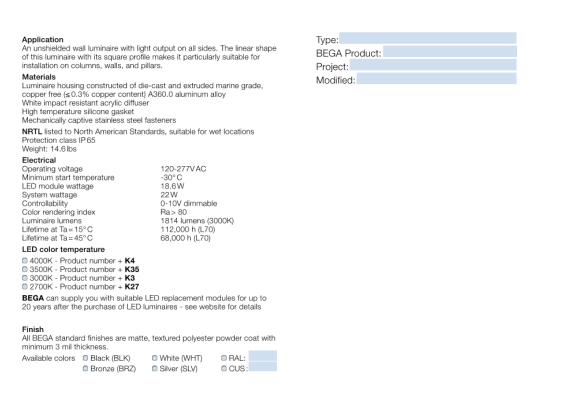 Application
An unshielded wall luminaire with light output on all sides. The linear shape
of this luminaire with its square profile makes it particularly suitable for
installation on columns, walls, and pillars.
Materials
Luminaire housing constructed of die-cast and extruded marine grade,
copper free (≤0.3% copper content) A360.0 aluminum alloy
White impact resistant acrylic diffuser
High temperature silicone gasket
Mechanically captive stainless steel fasteners
NRTL listed to North American Standards, suitable for wet locations
Protection class IP65
Weight: 14.6 lbs
Electrical
Operating voltage 120-277V AC
Minimum start temperature -30° C
LED module wattage 18.6 W
System wattage 22 W
Controllability 0-10V dimmable
Color rendering index Ra > 80
Luminaire lumens 1814 lumens (3000K)
Lifetime at Ta = 15° C 112,000 h (L70)
Lifetime at Ta = 45° C 68,000 h (L70)
LED color temperature
4000K - Product number + K4
3500K - Product number + K35
3000K - Product number + K3
2700K - Product number + K27
BEGA can supply you with suitable LED replacement modules for up to
20 years after the purchase of LED luminaires - see website for details
Finish
All BEGA standard finishes are matte, textured polyester powder coat with
minimum 3 mil thickness.
Available colors Black (BLK) White (WHT) RAL:
Bronze (BRZ) Silver (SLV) CUS:
Type:
BEGA Product:
Project:
Modified: